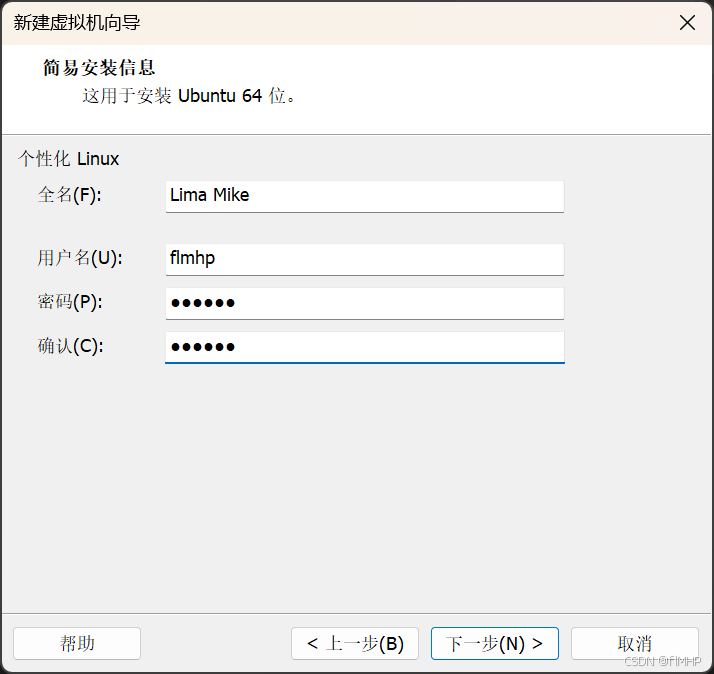 新建虚拟机向导
简易安装信息
这用于安装 Ubuntu 64 位。
个性化 Linux
全名(F):
Lima Mike
用户名(U):
flmhp
密码(P):
●●●●●●
确认(C):
●●●●●●
帮助
< 上一步(B)
下一步(N) >
取消
CSDN @flMHP